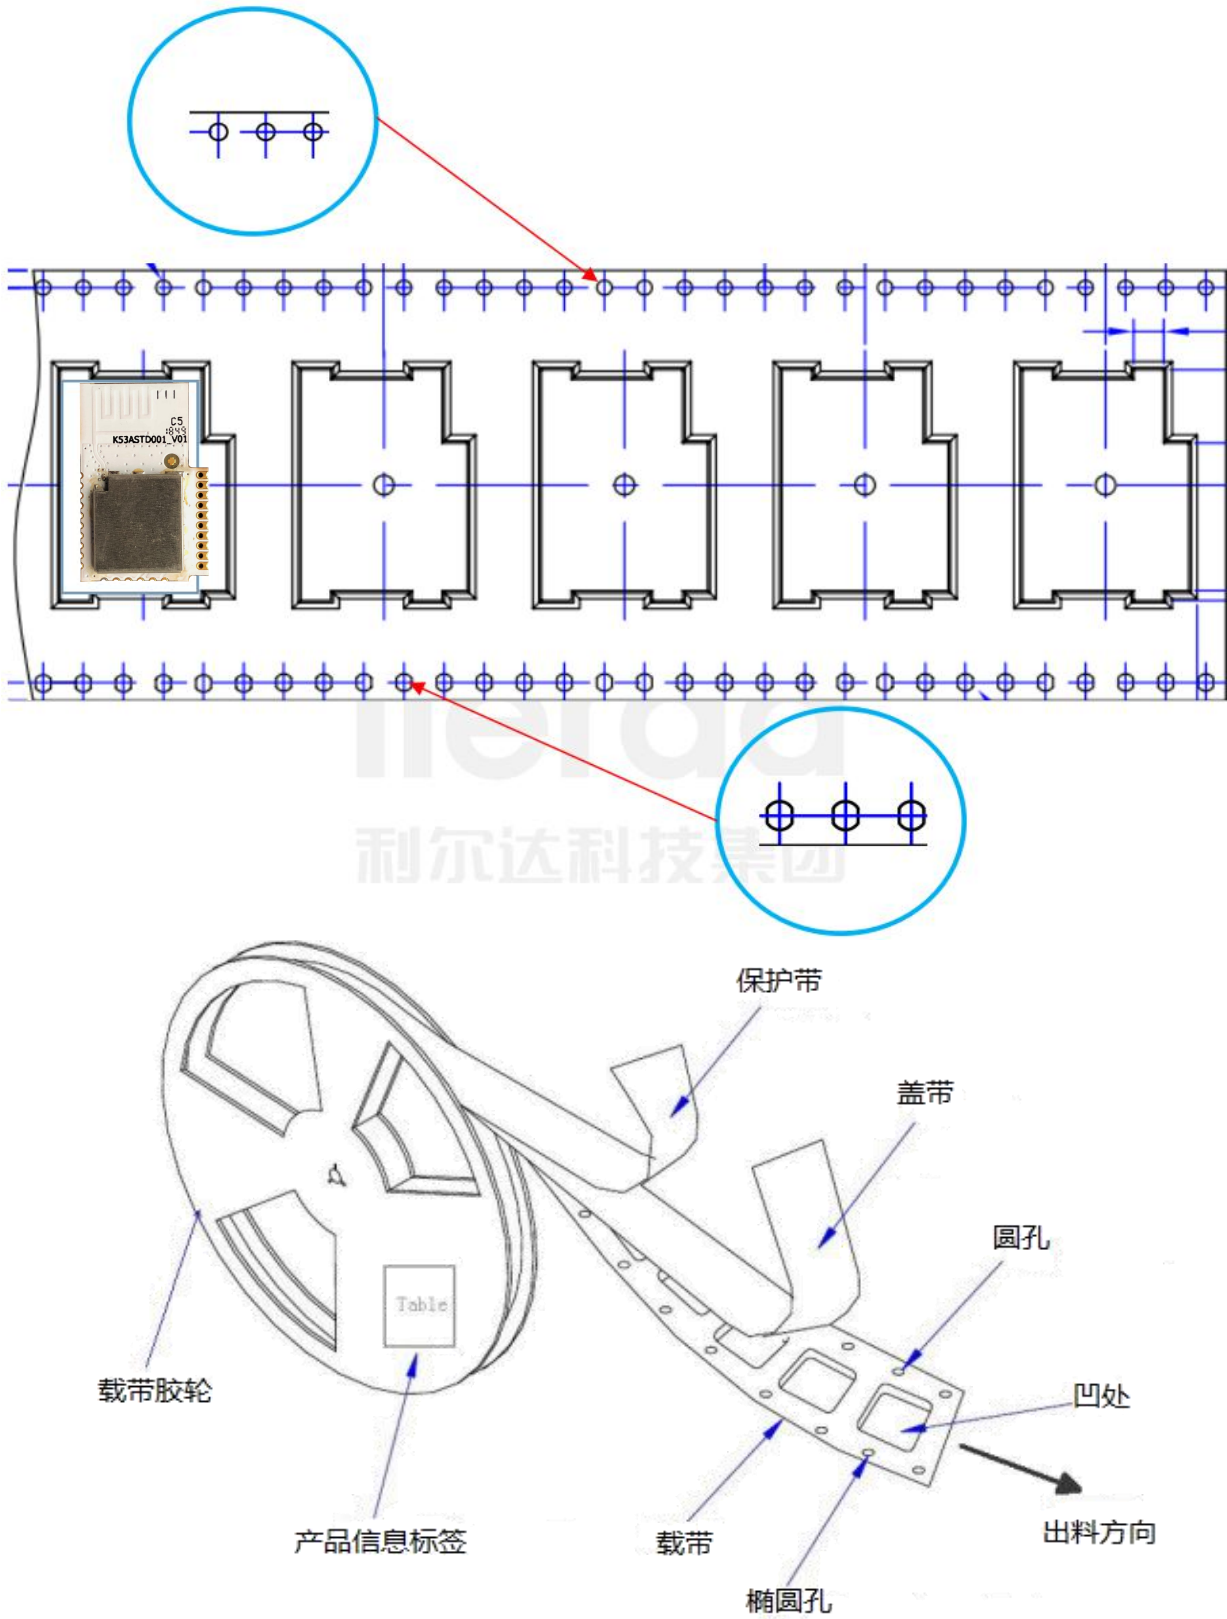 C5
1849
K53ASTD001_V01
lierda
利尔达科技集团
保护带
盖带
圆孔
Table
载带胶轮
凹处
产品信息标签
载带
出料方向
椭圆孔